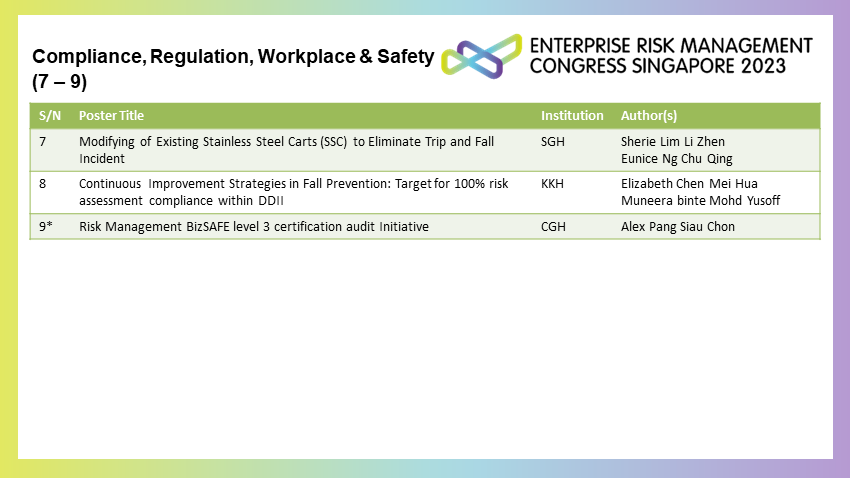 Compliance, Regulation, Workplace & Safety
(7 – 9)
ENTERPRISE RISK MANAGEMENT
CONGRESS SINGAPORE 2023
S/N Poster Title Institution Author(s)
7 Modifying of Existing Stainless Steel Carts (SSC) to Eliminate Trip and Fall SGH Sherie Lim Li Zhen
Incident Eunice Ng Chu Qing
8 Continuous Improvement Strategies in Fall Prevention: Target for 100% risk KKH Elizabeth Chen Mei Hua
assessment compliance within DDII Muneera binte Mohd Yusoff
9* Risk Management BizSAFE level 3 certification audit Initiative CGH Alex Pang Siau Chon